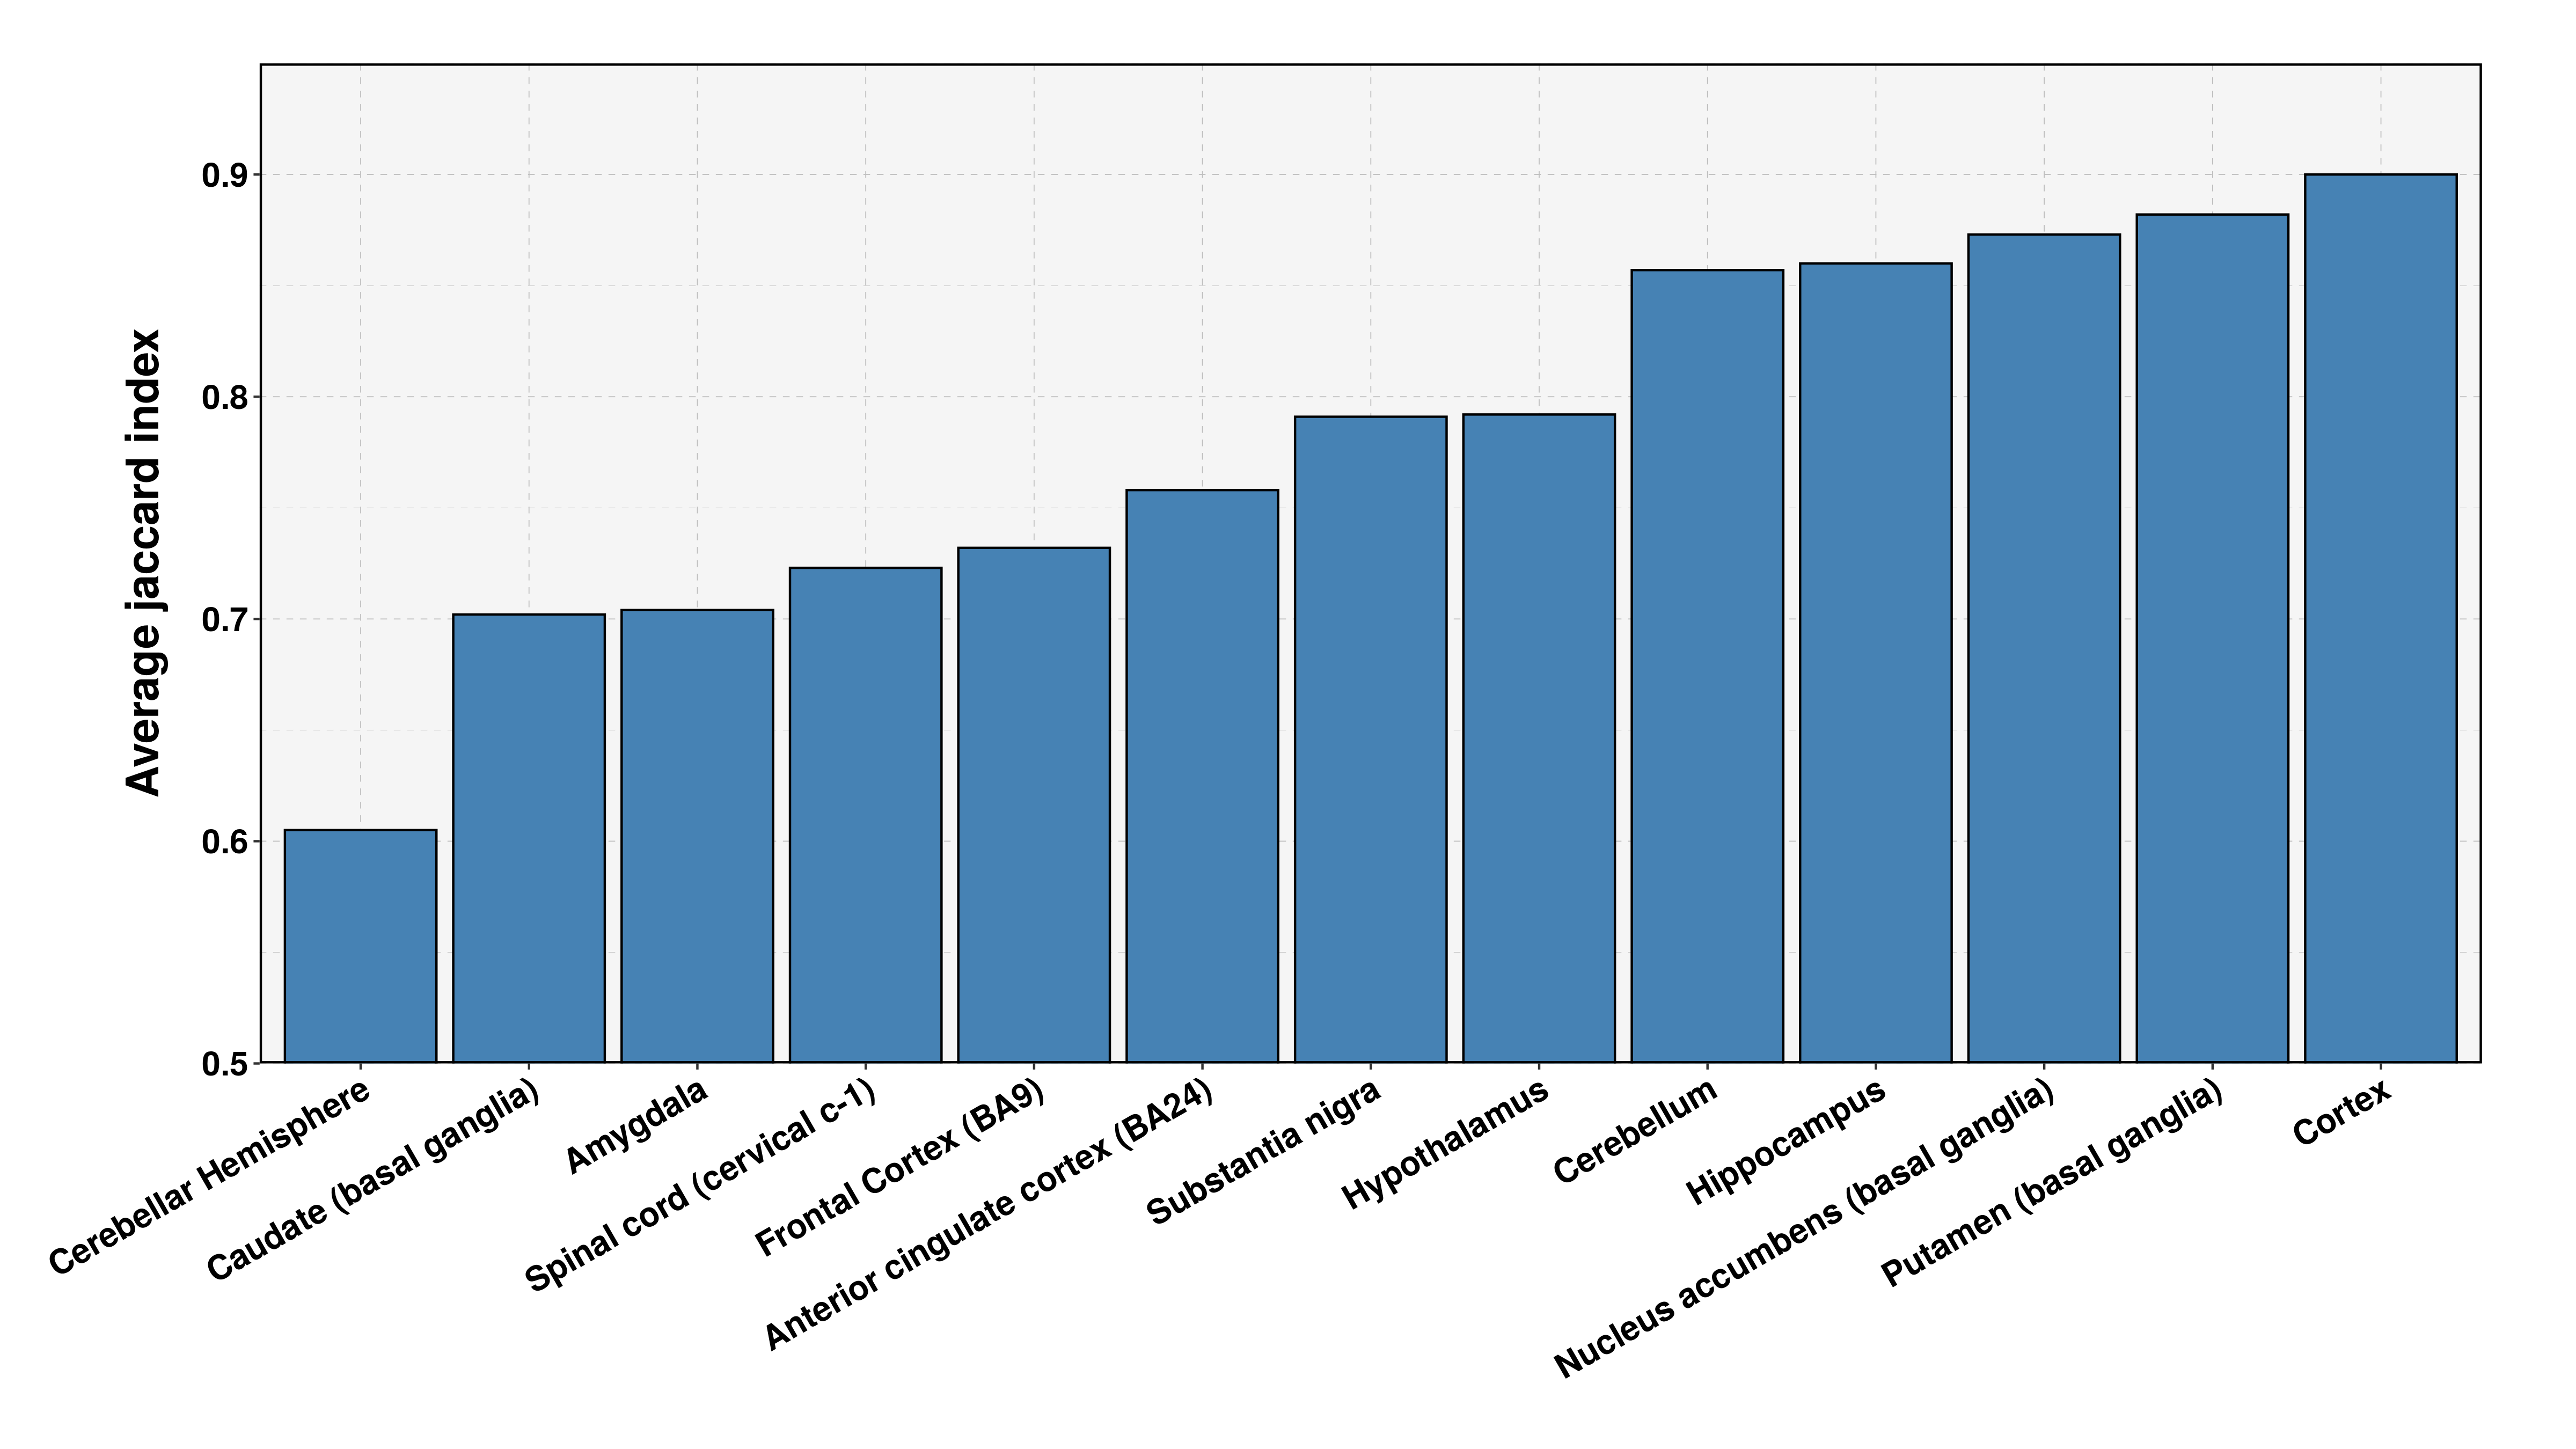 Average jaccard index
0.9
0.8
0.7
0.6
0.5
Cerebellar Hemisphere
Caudate (basal ganglia)
Amygdala
Spinal cord (cervical c-1)
Frontal Cortex (BA9)
Anterior cingulate cortex (BA24)
Substantia nigra
Hypothalamus
Cerebellum
Hippocampus
Nucleus accumbens (basal ganglia)
Putamen (basal ganglia)
Cortex